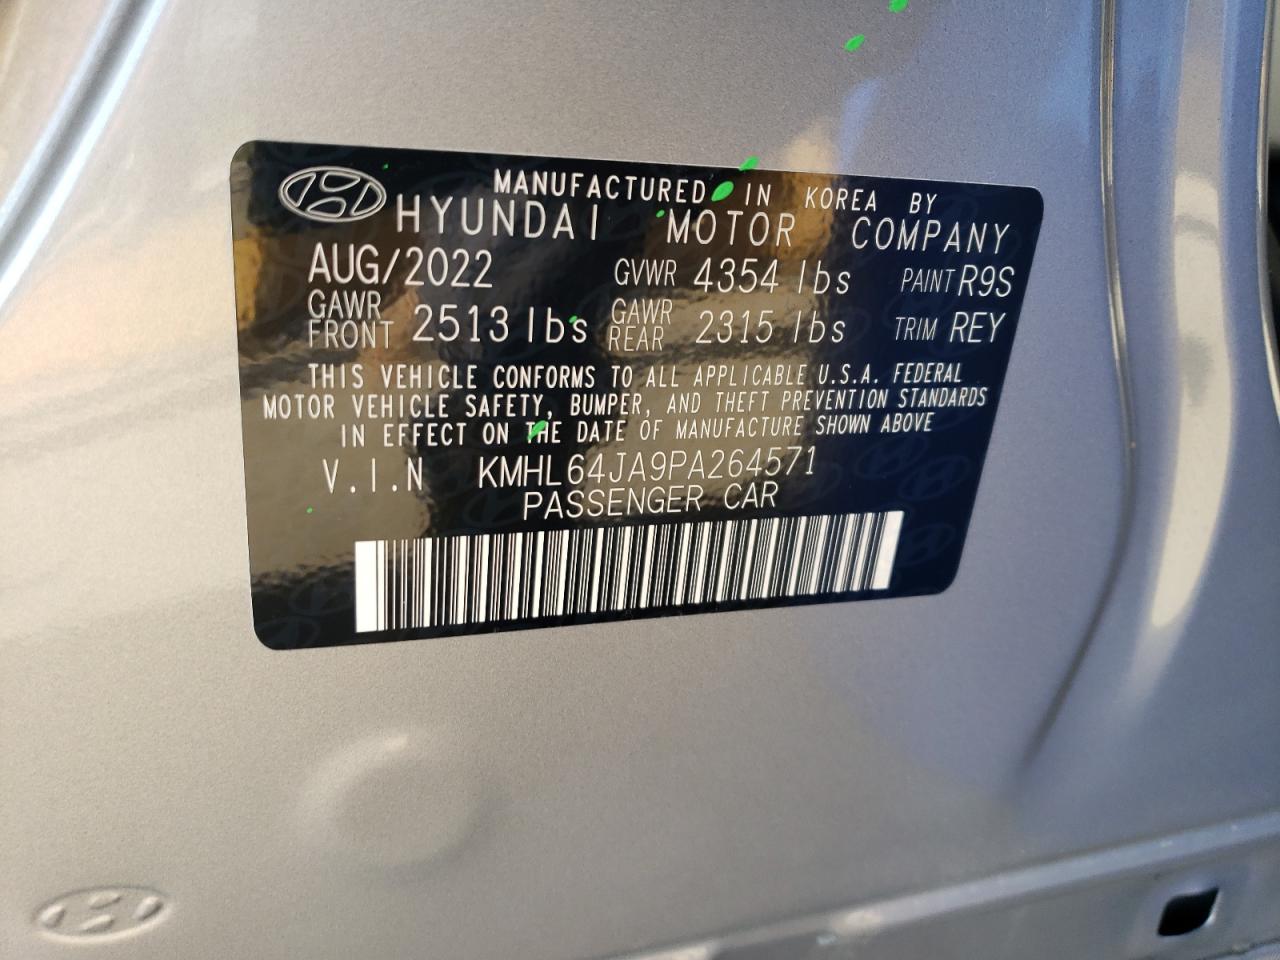 MANUFACTURED IN KOREA BY
HYUNDAI MOTOR COMPANY
AUG/2022 GVWR 4354 lbs PAINT R9S
GAWR FRONT 2513 lbs GAWR REAR 2315 lbs TRIM REY
THIS VEHICLE CONFORMS TO ALL APPLICABLE U.S.A. FEDERAL
MOTOR VEHICLE SAFETY, BUMPER, AND THEFT PREVENTION STANDARDS
IN EFFECT ON THE DATE OF MANUFACTURE SHOWN ABOVE
V.I.N KMHL64JA9PA264571
PASSENGER CAR